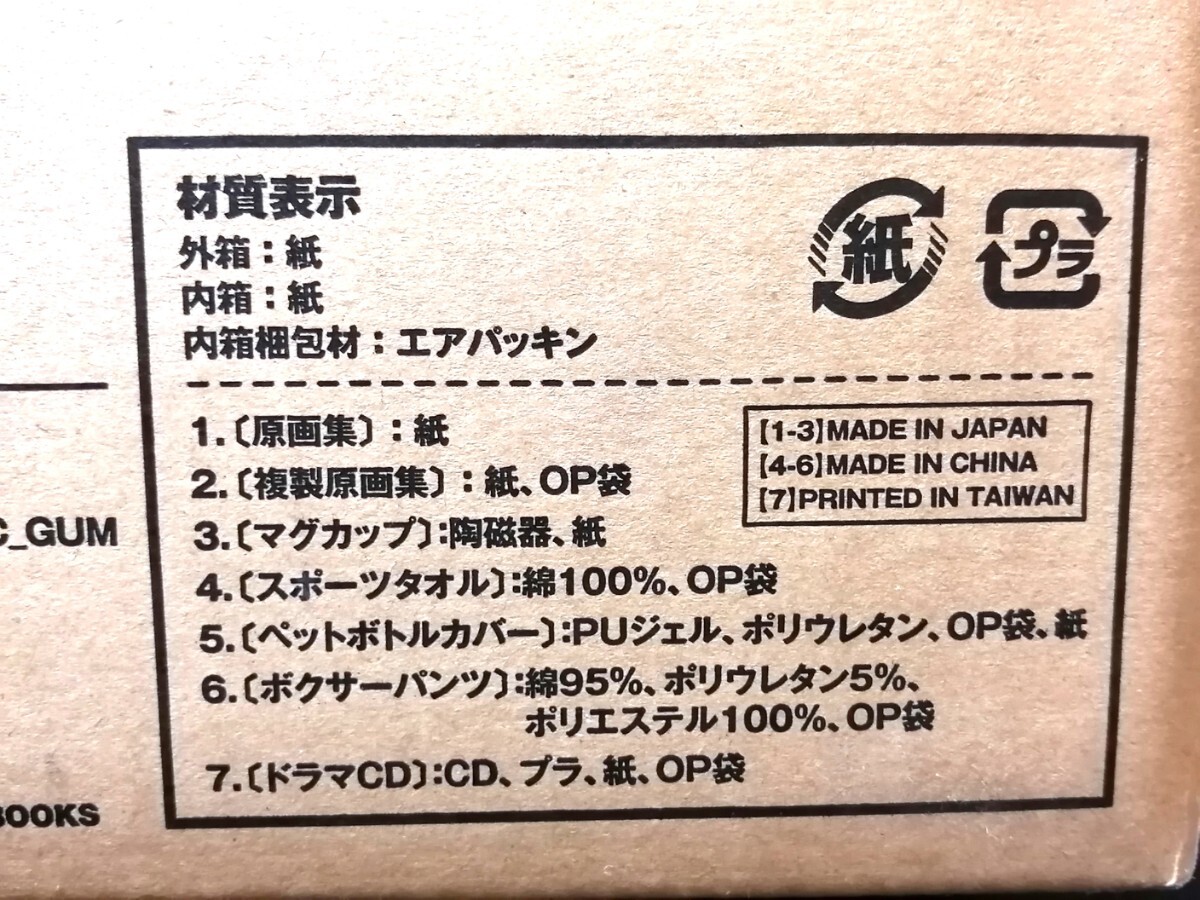 材質表示
外箱:紙
内箱:紙
内箱梱包材:エアパッキン
紙
プラ
1.〔原画集〕:紙
2.〔複製原画集〕:紙、OP袋
3.〔マグカップ〕:陶磁器、紙
4.〔スポーツタオル〕:綿100%、OP袋
5.〔ペットボトルカバー〕:PUジェル、ポリウレタン、OP袋、紙
6.〔ボクサーパンツ〕:綿95%、ポリウレタン5%、
ポリエステル100%、OP袋
7.〔ドラマCD〕:CD、プラ、紙、OP袋
【1-3】MADE IN JAPAN
【4-6】MADE IN CHINA
【7】PRINTED IN TAIWAN
C_GUM
BOOKS